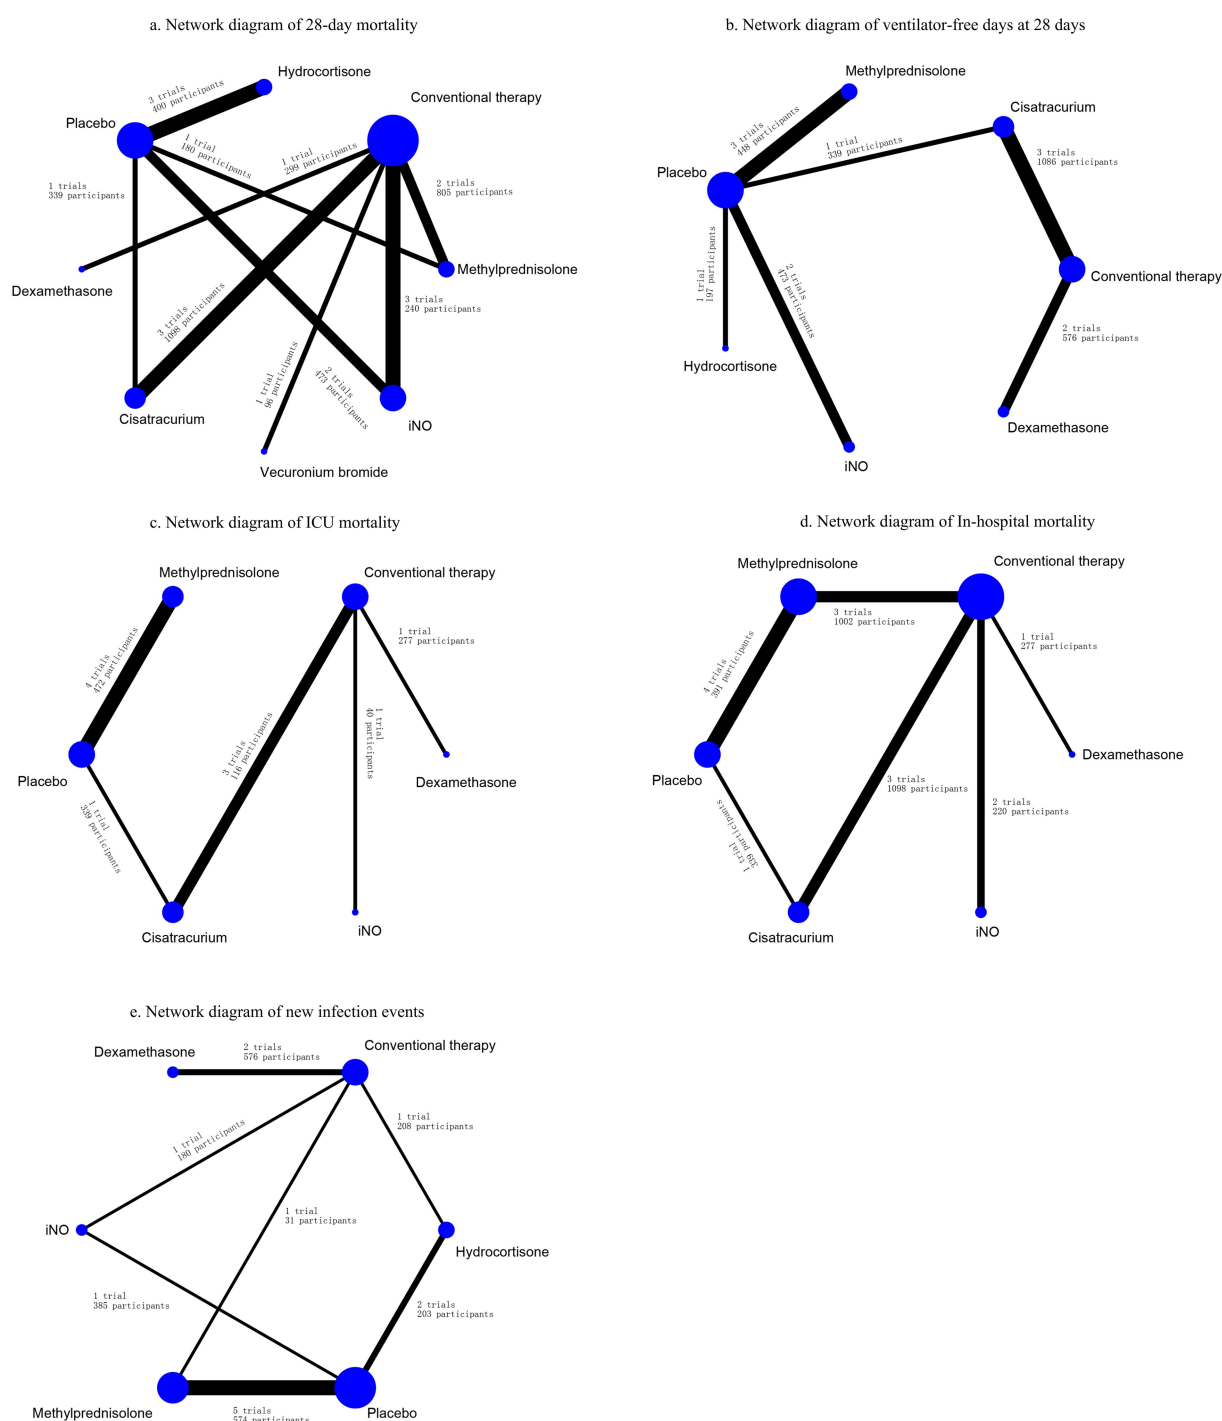 a. Network diagram of 28-day mortality
Hydrocortisone
3 trials
400 participants
Conventional therapy
Placebo
1 trial
180 participants
1 trial
299 participants
1 trials
339 participants
2 trials
805 participants
Methylprednisolone
Dexamethasone
3 trials
1098 participants
3 trials
240 participants
1 trial
96 participants
2 trials
473 participants
Cisatracurium
iNO
Vecuronium bromide
b. Network diagram of ventilator-free days at 28 days
Methylprednisolone
Cisatracurium
3 trials
448 participants
1 trial
339 participants
3 trials
1086 participants
Placebo
1 trial
197 participants
2 trials
473 participants
Conventional therapy
2 trials
576 participants
Hydrocortisone
Dexamethasone
iNO
c. Network diagram of ICU mortality
Methylprednisolone
Conventional therapy
4 trials
472 participants
1 trial
277 participants
3 trials
116 participants
1 trial
40 participants
Placebo
Dexamethasone
1 trial
339 participants
Cisatracurium
iNO
d. Network diagram of In-hospital mortality
Methylprednisolone
Conventional therapy
3 trials
1002 participants
4 trials
391 participants
1 trial
277 participants
Placebo
Dexamethasone
3 trials
1098 participants
2 trials
220 participants
1 trial
339 participants
Cisatracurium
iNO
e. Network diagram of new infection events
Dexamethasone
2 trials
576 participants
Conventional therapy
1 trial
180 participants
1 trial
208 participants
1 trial
31 participants
iNO
Hydrocortisone
1 trial
385 participants
2 trials
203 participants
Methylprednisolone
5 trials
574 participants
Placebo